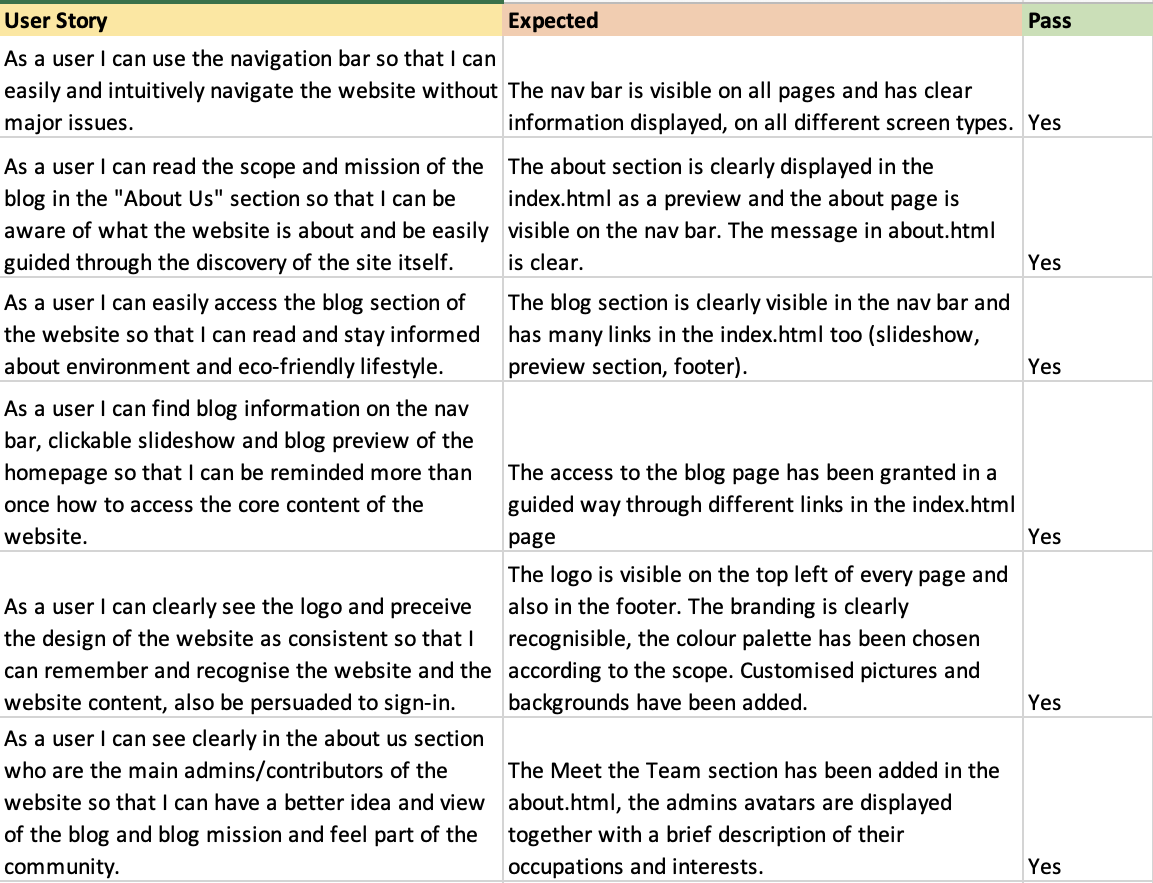 User Story Expected Pass
As a user I can use the navigation bar so that I can
easily and intuitively navigate the website without
major issues.
The nav bar is visible on all pages and has clear
information displayed, on all different screen types.
Yes
As a user I can read the scope and mission of the
blog in the "About Us" section so that I can be
aware of what the website is about and be easily
guided through the discovery of the site itself.
The about section is clearly displayed in the
index.html as a preview and the about page is
visible on the nav bar. The message in about.html
is clear.
Yes
As a user I can easily access the blog section of
the website so that I can read and stay informed
about environment and eco-friendly lifestyle.
The blog section is clearly visible in the nav bar and
has many links in the index.html too (slideshow,
preview section, footer).
Yes
As a user I can find blog information on the nav
bar, clickable slideshow and blog preview of the
homepage so that I can be reminded more than
once how to access the core content of the
website.
The access to the blog page has been granted in a
guided way through different links in the index.html
page
Yes
As a user I can clearly see the logo and preceive
the design of the website as consistent so that I
can remember and recognise the website and the
website content, also be persuaded to sign-in.
The logo is visible on the top left of every page and
also in the footer. The branding is clearly
recognisible, the colour palette has been chosen
according to the scope. Customised pictures and
backgrounds have been added.
Yes
As a user I can see clearly in the about us section
who are the main admins/contributors of the
website so that I can have a better idea and view
of the blog and blog mission and feel part of the
community.
The Meet the Team section has been added in the
about.html, the admins avatars are displayed
together with a brief description of their
occupations and interests.
Yes